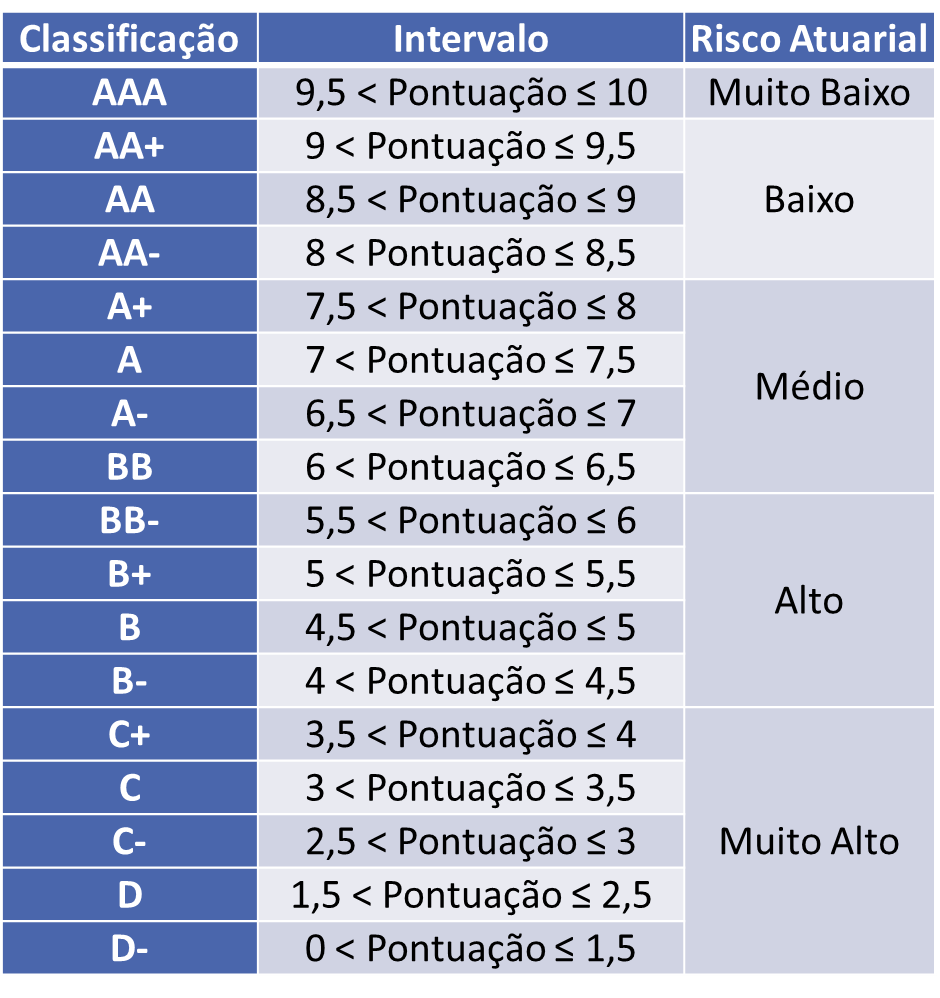 Classificação Intervalo Risco Atuarial
AAA 9,5 < Pontuação ≤ 10 Muito Baixo
AA+ 9 < Pontuação ≤ 9,5
AA 8,5 < Pontuação ≤ 9 Baixo
AA- 8 < Pontuação ≤ 8,5
A+ 7,5 < Pontuação ≤ 8
A 7 < Pontuação ≤ 7,5
Médio
A- 6,5 < Pontuação ≤ 7
BB 6 < Pontuação ≤ 6,5
BB- 5,5 < Pontuação ≤ 6
B+ 5 < Pontuação ≤ 5,5
Alto
B 4,5 < Pontuação ≤ 5
B- 4 < Pontuação ≤ 4,5
C+ 3,5 < Pontuação ≤ 4
C 3 < Pontuação ≤ 3,5
C- 2,5 < Pontuação ≤ 3 Muito Alto
D 1,5 < Pontuação ≤ 2,5
D- 0 < Pontuação ≤ 1,5